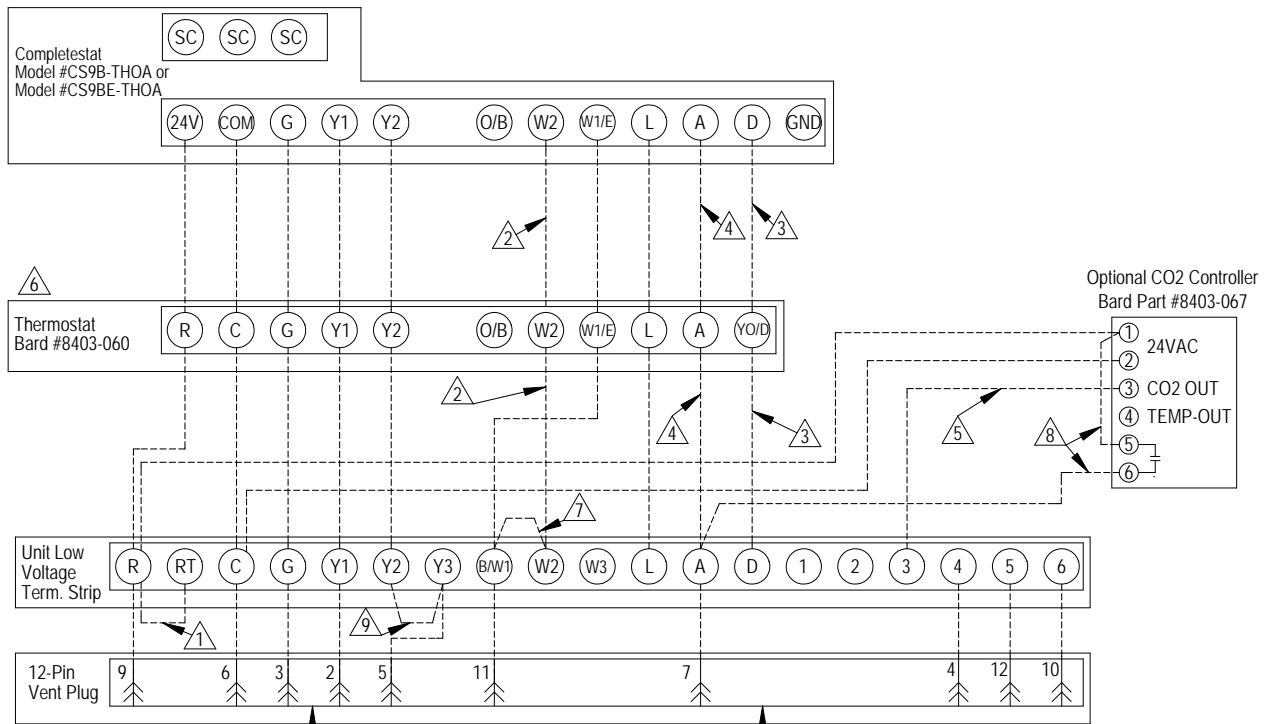 SC SC SC
Completestat
Model #CS9B-THOA or
Model #CS9BE-THOA
24V COM G Y1 Y2 O/B W2 W1/E L A D GND
2 4 3
6
Optional CO2 Controller
Bard Part #8403-067
Thermostat
Bard #8403-060
R C G Y1 Y2 O/B W2 W1/E L A YO/D
1
24VAC
2
3 CO2 OUT
4 TEMP-OUT
5
6
2 4 3 5 8
7
Unit Low
Voltage
Term. Strip
R RT C G Y1 Y2 Y3 B/W1 W2 W3 L A D 1 2 3 4 5 6
1 9
12-Pin
Vent Plug
9 6 3 2 5 11 7 4 12 10